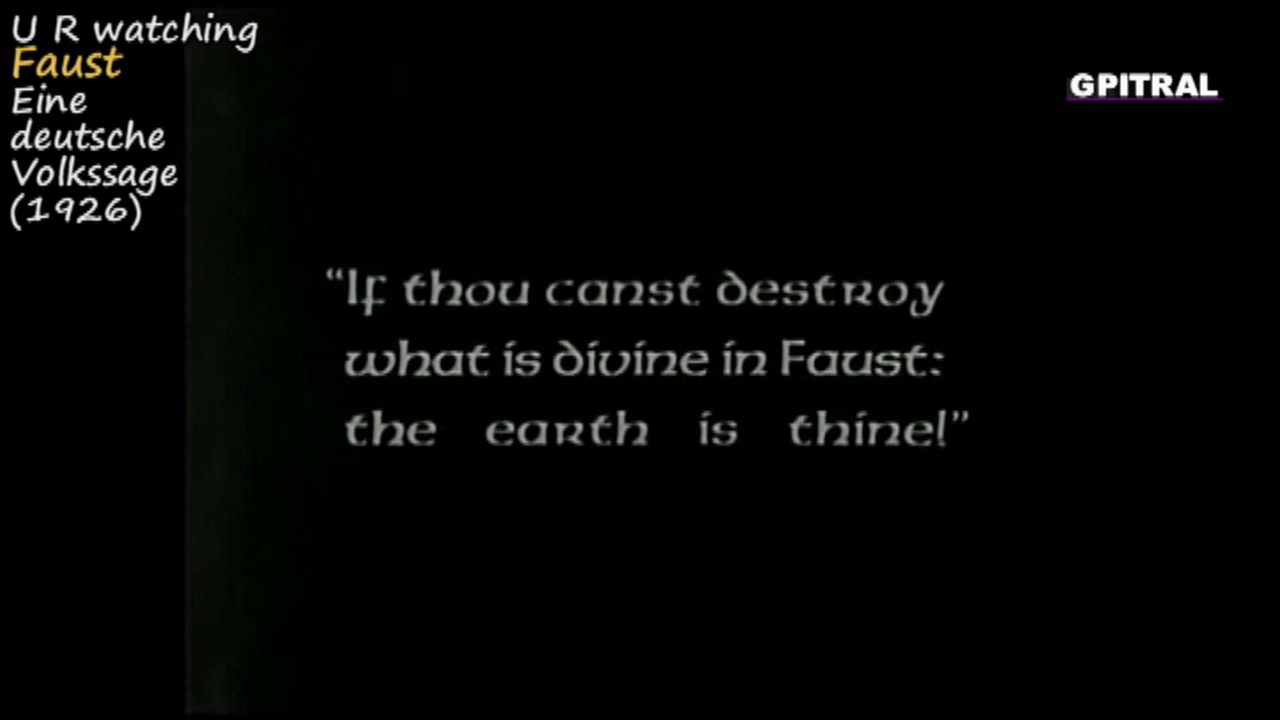 U R watching
Faust
Eine
deutsche
Volkssage
(1926)
GPITRAL
“If thou canst destroy
what is divine in Faust:
the earth is thine!”